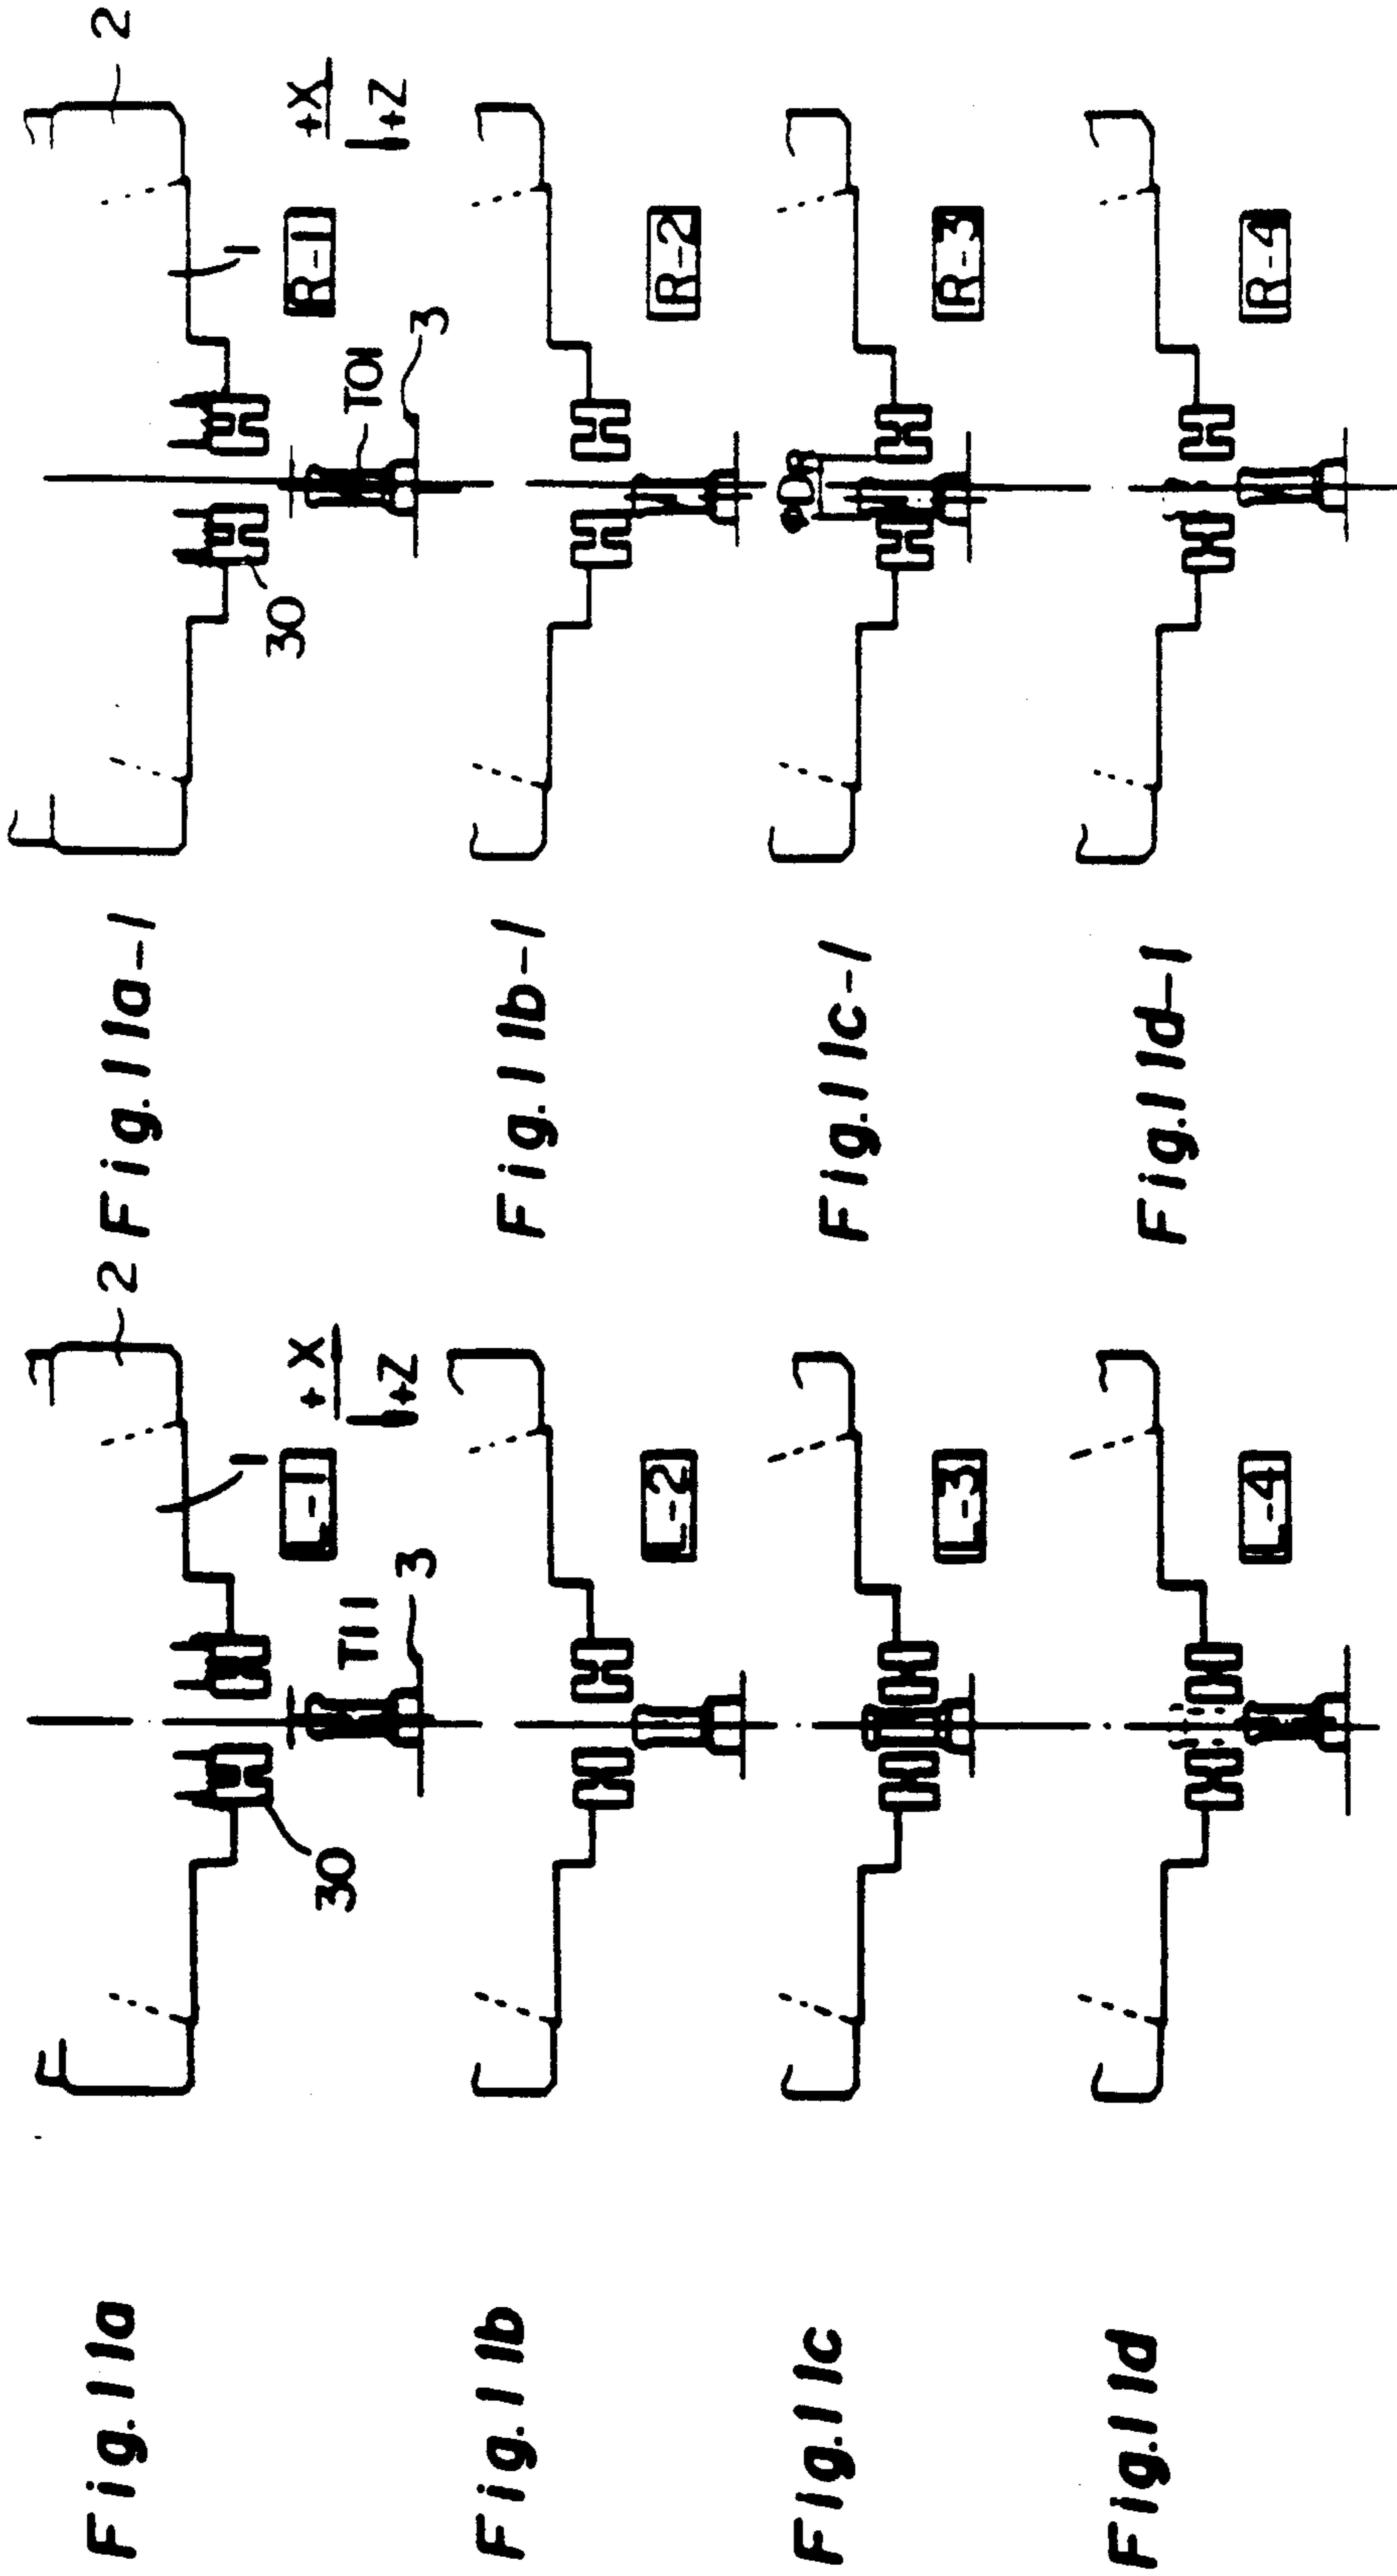 Fig.11a
30
1
2
L-1
+X
+Z
T11
3
Fig.11a-1
30
1
2
R-1
+X
+Z
T01
3
Fig.11b
L-2
Fig.11b-1
R-2
Fig.11c
L-3
Fig.11c-1
R-3
Fig.11d
L-4
Fig.11d-1
R-4